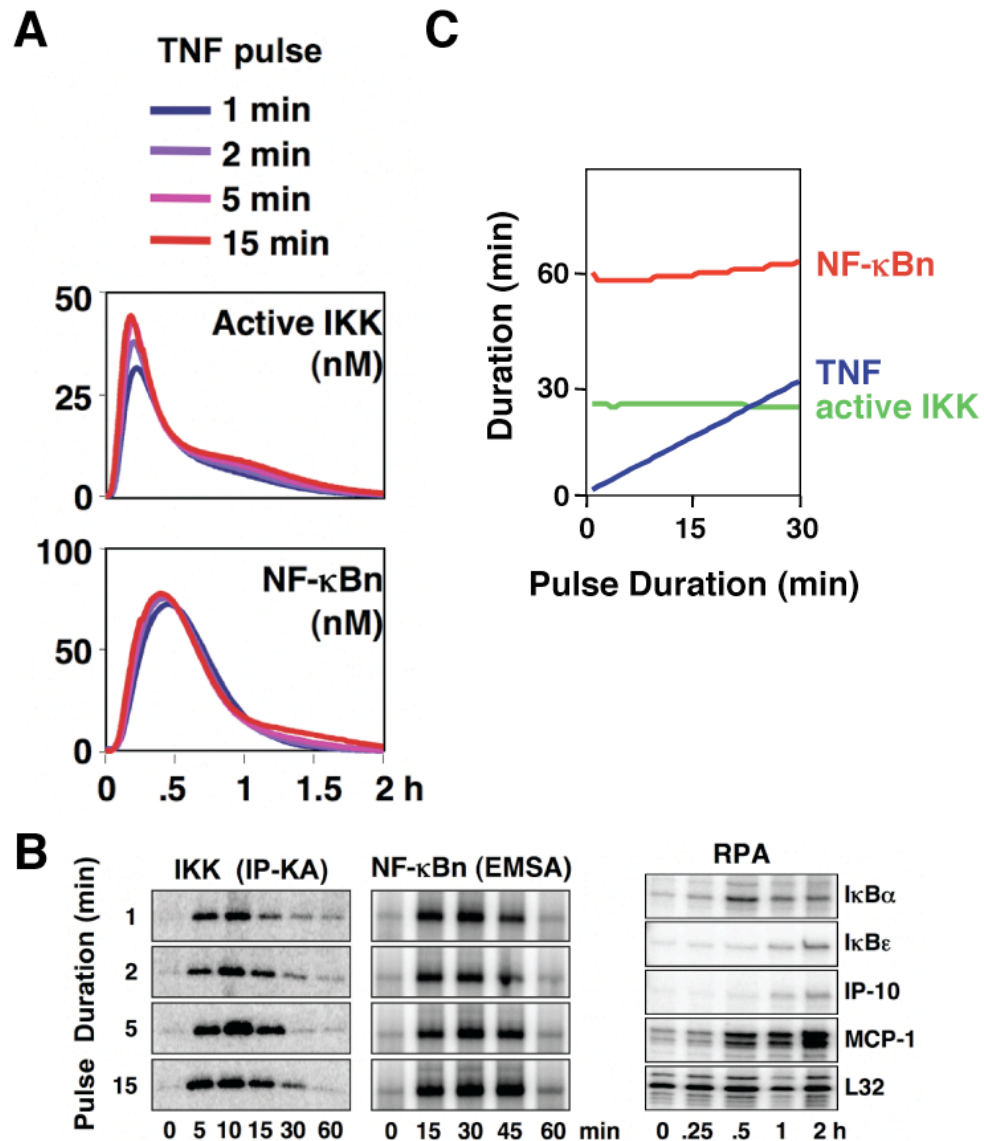 A
TNF pulse
1 min
2 min
5 min
15 min
50
25
0
Active IKK
(nM)
100
50
0
NF-κBn
(nM)
0 .5 1 1.5 2 h
C
Duration (min)
60
30
0
NF-κBn
TNF
active IKK
0 15 30
Pulse Duration (min)
B
Pulse Duration (min)
IKK (IP-KA)
1
2
5
15
0 5 10 15 30 60
NF-κBn (EMSA)
0 15 30 45 60 min
RPA
IκBα
IκBε
IP-10
MCP-1
L32
0 .25 .5 1 2 h